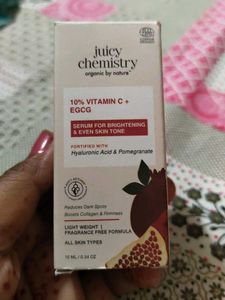 juicy
chemistry
organic by nature™
10% VITAMIN C +
EGCG
SERUM FOR BRIGHTENING
& EVEN SKIN TONE
FORTIFIED WITH
Hyaluronic Acid & Pomegranate
Reduces Dark Spots
Boosts Collagen & Firmness
LIGHT WEIGHT |
FRAGRANCE FREE FORMULA
ALL SKIN TYPES
10 ML / 0.34 OZ